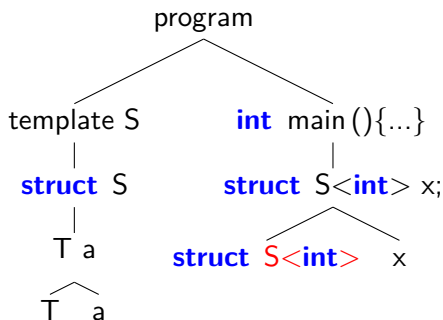 program
template S int main(){...}
struct S struct S<int> x;
T a struct S<int> x
T a